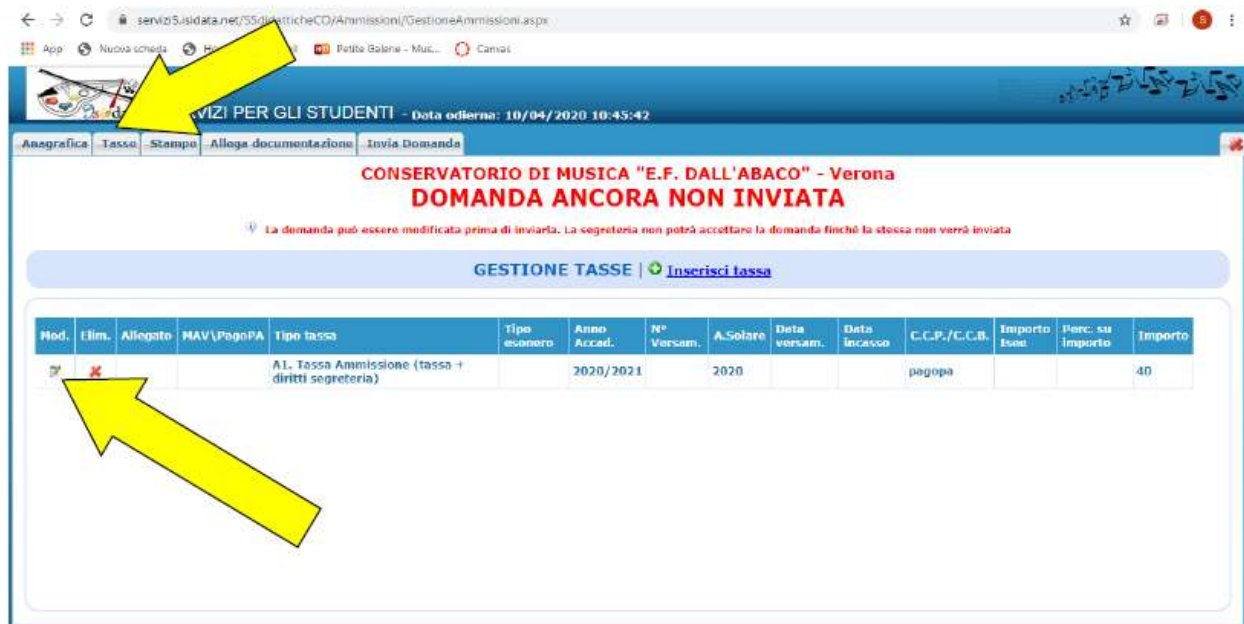 servizi5.isidata.net/SSdidatticheCO/Ammissioni/GestioneAmmissioni.aspx
App Nuova scheda Petite Galerie - Mus... Canvas
VIZI PER GLI STUDENTI - Data odierna: 10/04/2020 10:45:42
Anagrafica Tasse Stampe Allega documentazione Invia Domanda
CONSERVATORIO DI MUSICA "E.F. DALL'ABACO" - Verona
DOMANDA ANCORA NON INVIATA
La domanda può essere modificata prima di inviarla. La segreteria non potrà accettare la domanda finché la stessa non verrà inviata
GESTIONE TASSE | Inserisci tassa
Mod. Elim. Allegato MAV\PagoPA Tipo tassa Tipo esonero Anno Accad. N° Versam. A.Solare Data versam. Data incasso C.C.P./C.C.B. Importo Isee Perc. su importo Importo
A1. Tassa Ammissione (tassa + diritti segreteria) 2020/2021 2020 pagopa 40